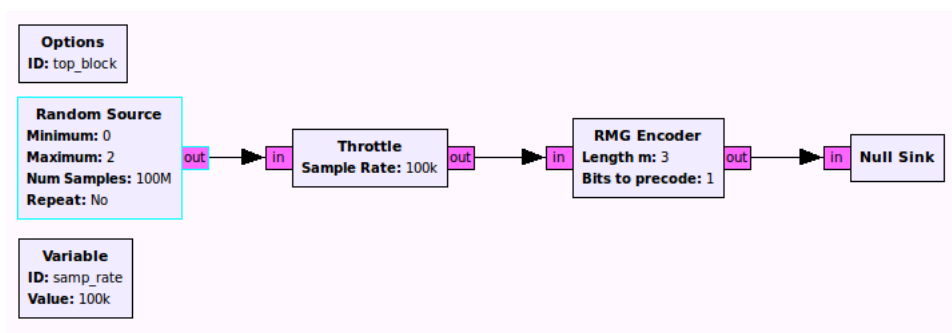 Options
ID: top_block
Random Source
Minimum: 0
Maximum: 2
Num Samples: 100M
Repeat: No
out
in
Throttle
Sample Rate: 100k
out
in
RMG Encoder
Length m: 3
Bits to precode: 1
out
in
Null Sink
Variable
ID: samp_rate
Value: 100k